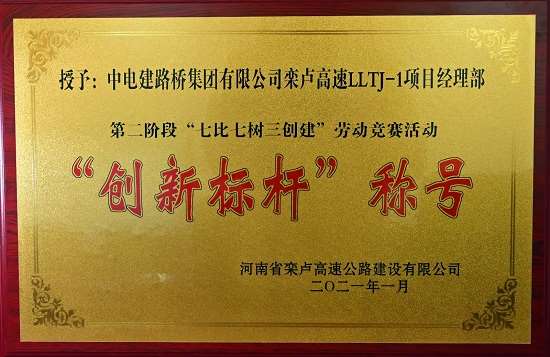 授予：中电建路桥集团有限公司栾卢高速LLTJ-1项目经理部
第二阶段“七比七树三创建”劳动竞赛活动
“创新标杆”称号
河南省栾卢高速公路建设有限公司
二〇二一年一月